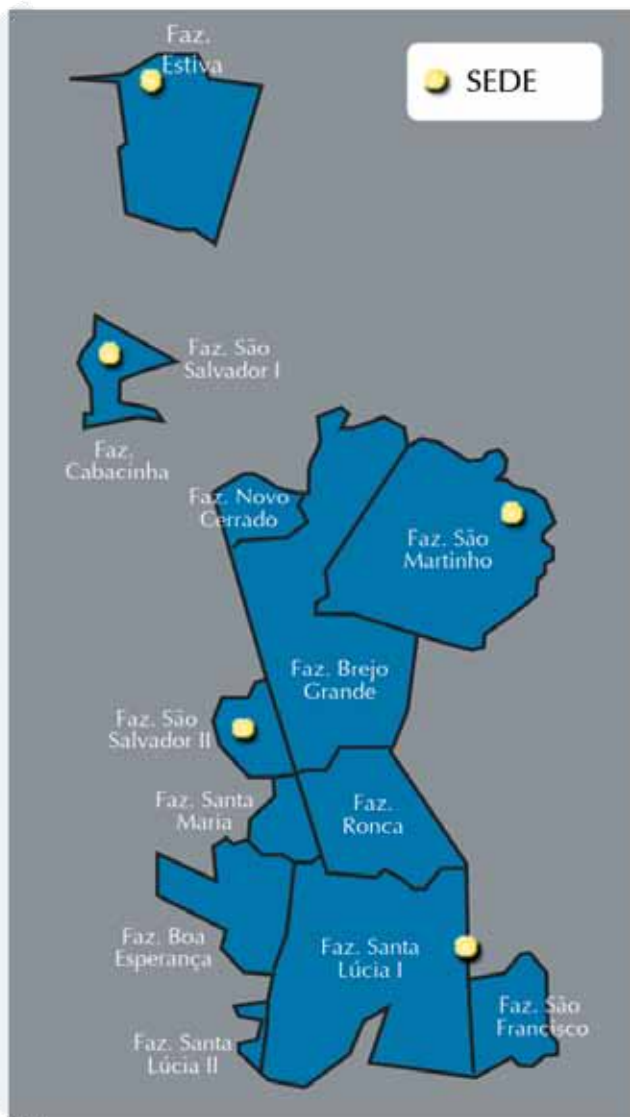 Faz.
Estiva
SEDE
Faz. São
Salvador I
Faz.
Cabacinha
Faz. Novo
Cerrado
Faz. São
Martinho
Faz. Brejo
Grande
Faz. São
Salvador II
Faz. Santa
Maria
Faz.
Ronca
Faz. Boa
Esperança
Faz. Santa
Lúcia I
Faz. São
Francisco
Faz. Santa
Lúcia II